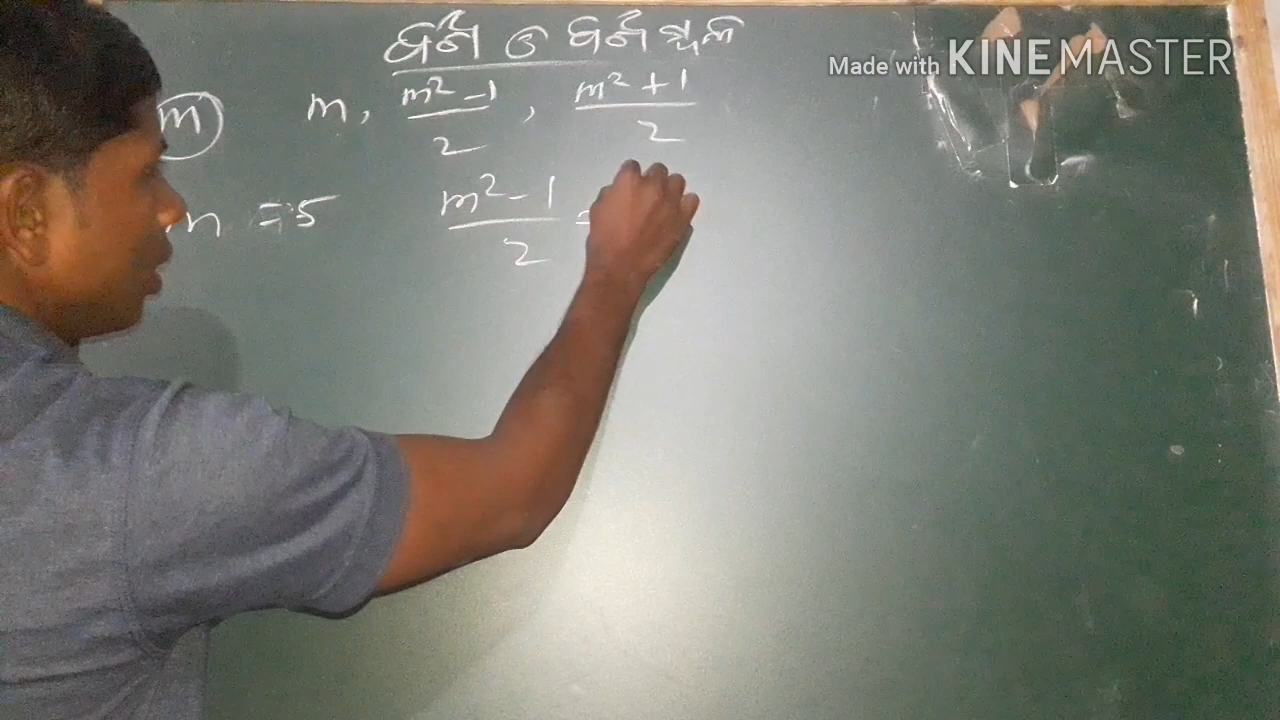 ବର୍ଗ ଓ ବର୍ଗମୂଳ
Made with KINEMASTER
m  m, m² - 1 / 2 , m² + 1 / 2
m = 5  m² - 1 / 2 =